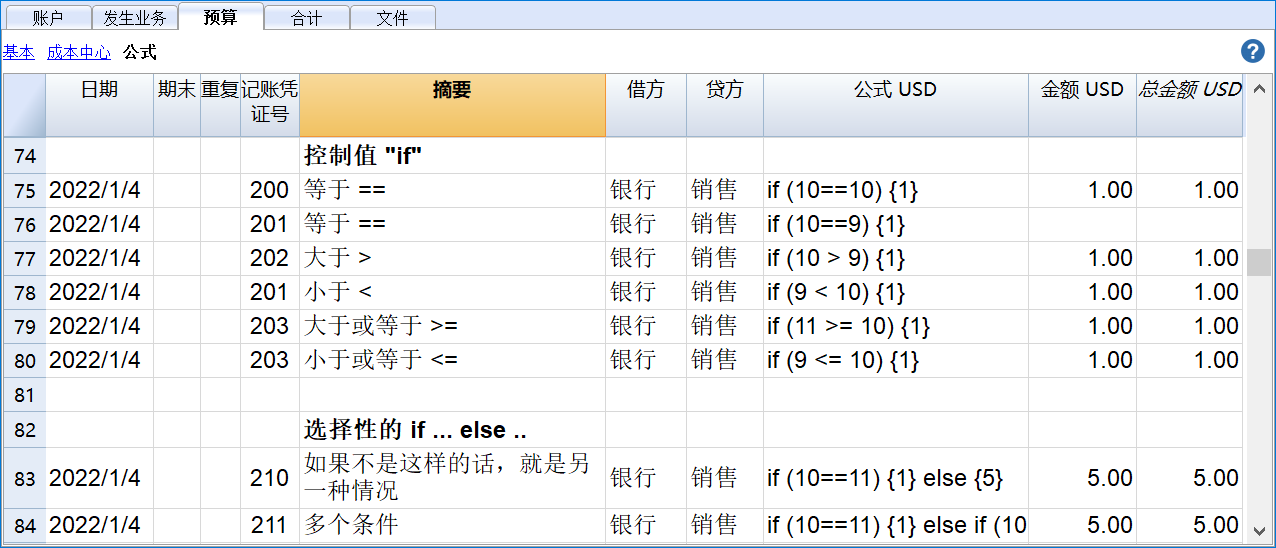 账户 发生业务 预算 合计 文件
基本 成本中心 公式 ?
日期 期末 重复 记账凭 摘要 借方 贷方 公式 USD 金额 USD 总金额 USD
证号
74 控制值 "if"
75 2022/1/4 200 等于 == 银行 销售 if (10==10) {1} 1.00 1.00
76 2022/1/4 201 等于 == 银行 销售 if (10==9) {1}
77 2022/1/4 202 大于 > 银行 销售 if (10 > 9) {1} 1.00 1.00
78 2022/1/4 201 小于 < 银行 销售 if (9 < 10) {1} 1.00 1.00
79 2022/1/4 203 大于或等于 >= 银行 销售 if (11 >= 10) {1} 1.00 1.00
80 2022/1/4 203 小于或等于 <= 银行 销售 if (9 <= 10) {1} 1.00 1.00
81
82 选择性的 if ... else ..
83 2022/1/4 210 如果不是这样的话，就是另 银行 销售 if (10==11) {1} else {5} 5.00 5.00
一种情况
84 2022/1/4 211 多个条件 银行 销售 if (10==11) {1} else if (10 5.00 5.00